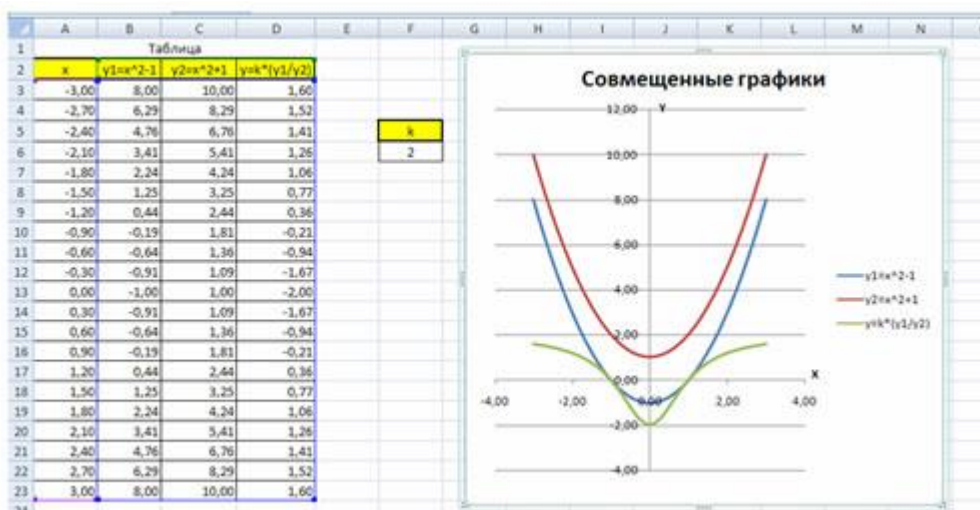 A B C D E F G H I J K L M N
1 Таблица
2 x y1=x^2-1 y2=x^2+1 y=k*(y1/y2)
3 -3,00 8,00 10,00 1,60
4 -2,70 6,29 8,29 1,52
5 -2,40 4,76 6,76 1,41 k
6 -2,10 3,41 5,41 1,26 2
7 -1,80 2,24 4,24 1,06
8 -1,50 1,25 3,25 0,77
9 -1,20 0,44 2,44 0,36
10 -0,90 -0,19 1,81 -0,21
11 -0,60 -0,64 1,36 -0,94
12 -0,30 -0,91 1,09 -1,67
13 0,00 -1,00 1,00 -2,00
14 0,30 -0,91 1,09 -1,67
15 0,60 -0,64 1,36 -0,94
16 0,90 -0,19 1,81 -0,21
17 1,20 0,44 2,44 0,36
18 1,50 1,25 3,25 0,77
19 1,80 2,24 4,24 1,06
20 2,10 3,41 5,41 1,26
21 2,40 4,76 6,76 1,41
22 2,70 6,29 8,29 1,52
23 3,00 8,00 10,00 1,60
Совмещенные графики
12,00 Y
10,00
8,00
6,00
4,00
2,00
0,00 X
-4,00 -2,00 0,00 2,00 4,00
-2,00
-4,00
y1=x^2-1
y2=x^2+1
y=k*(y1/y2)